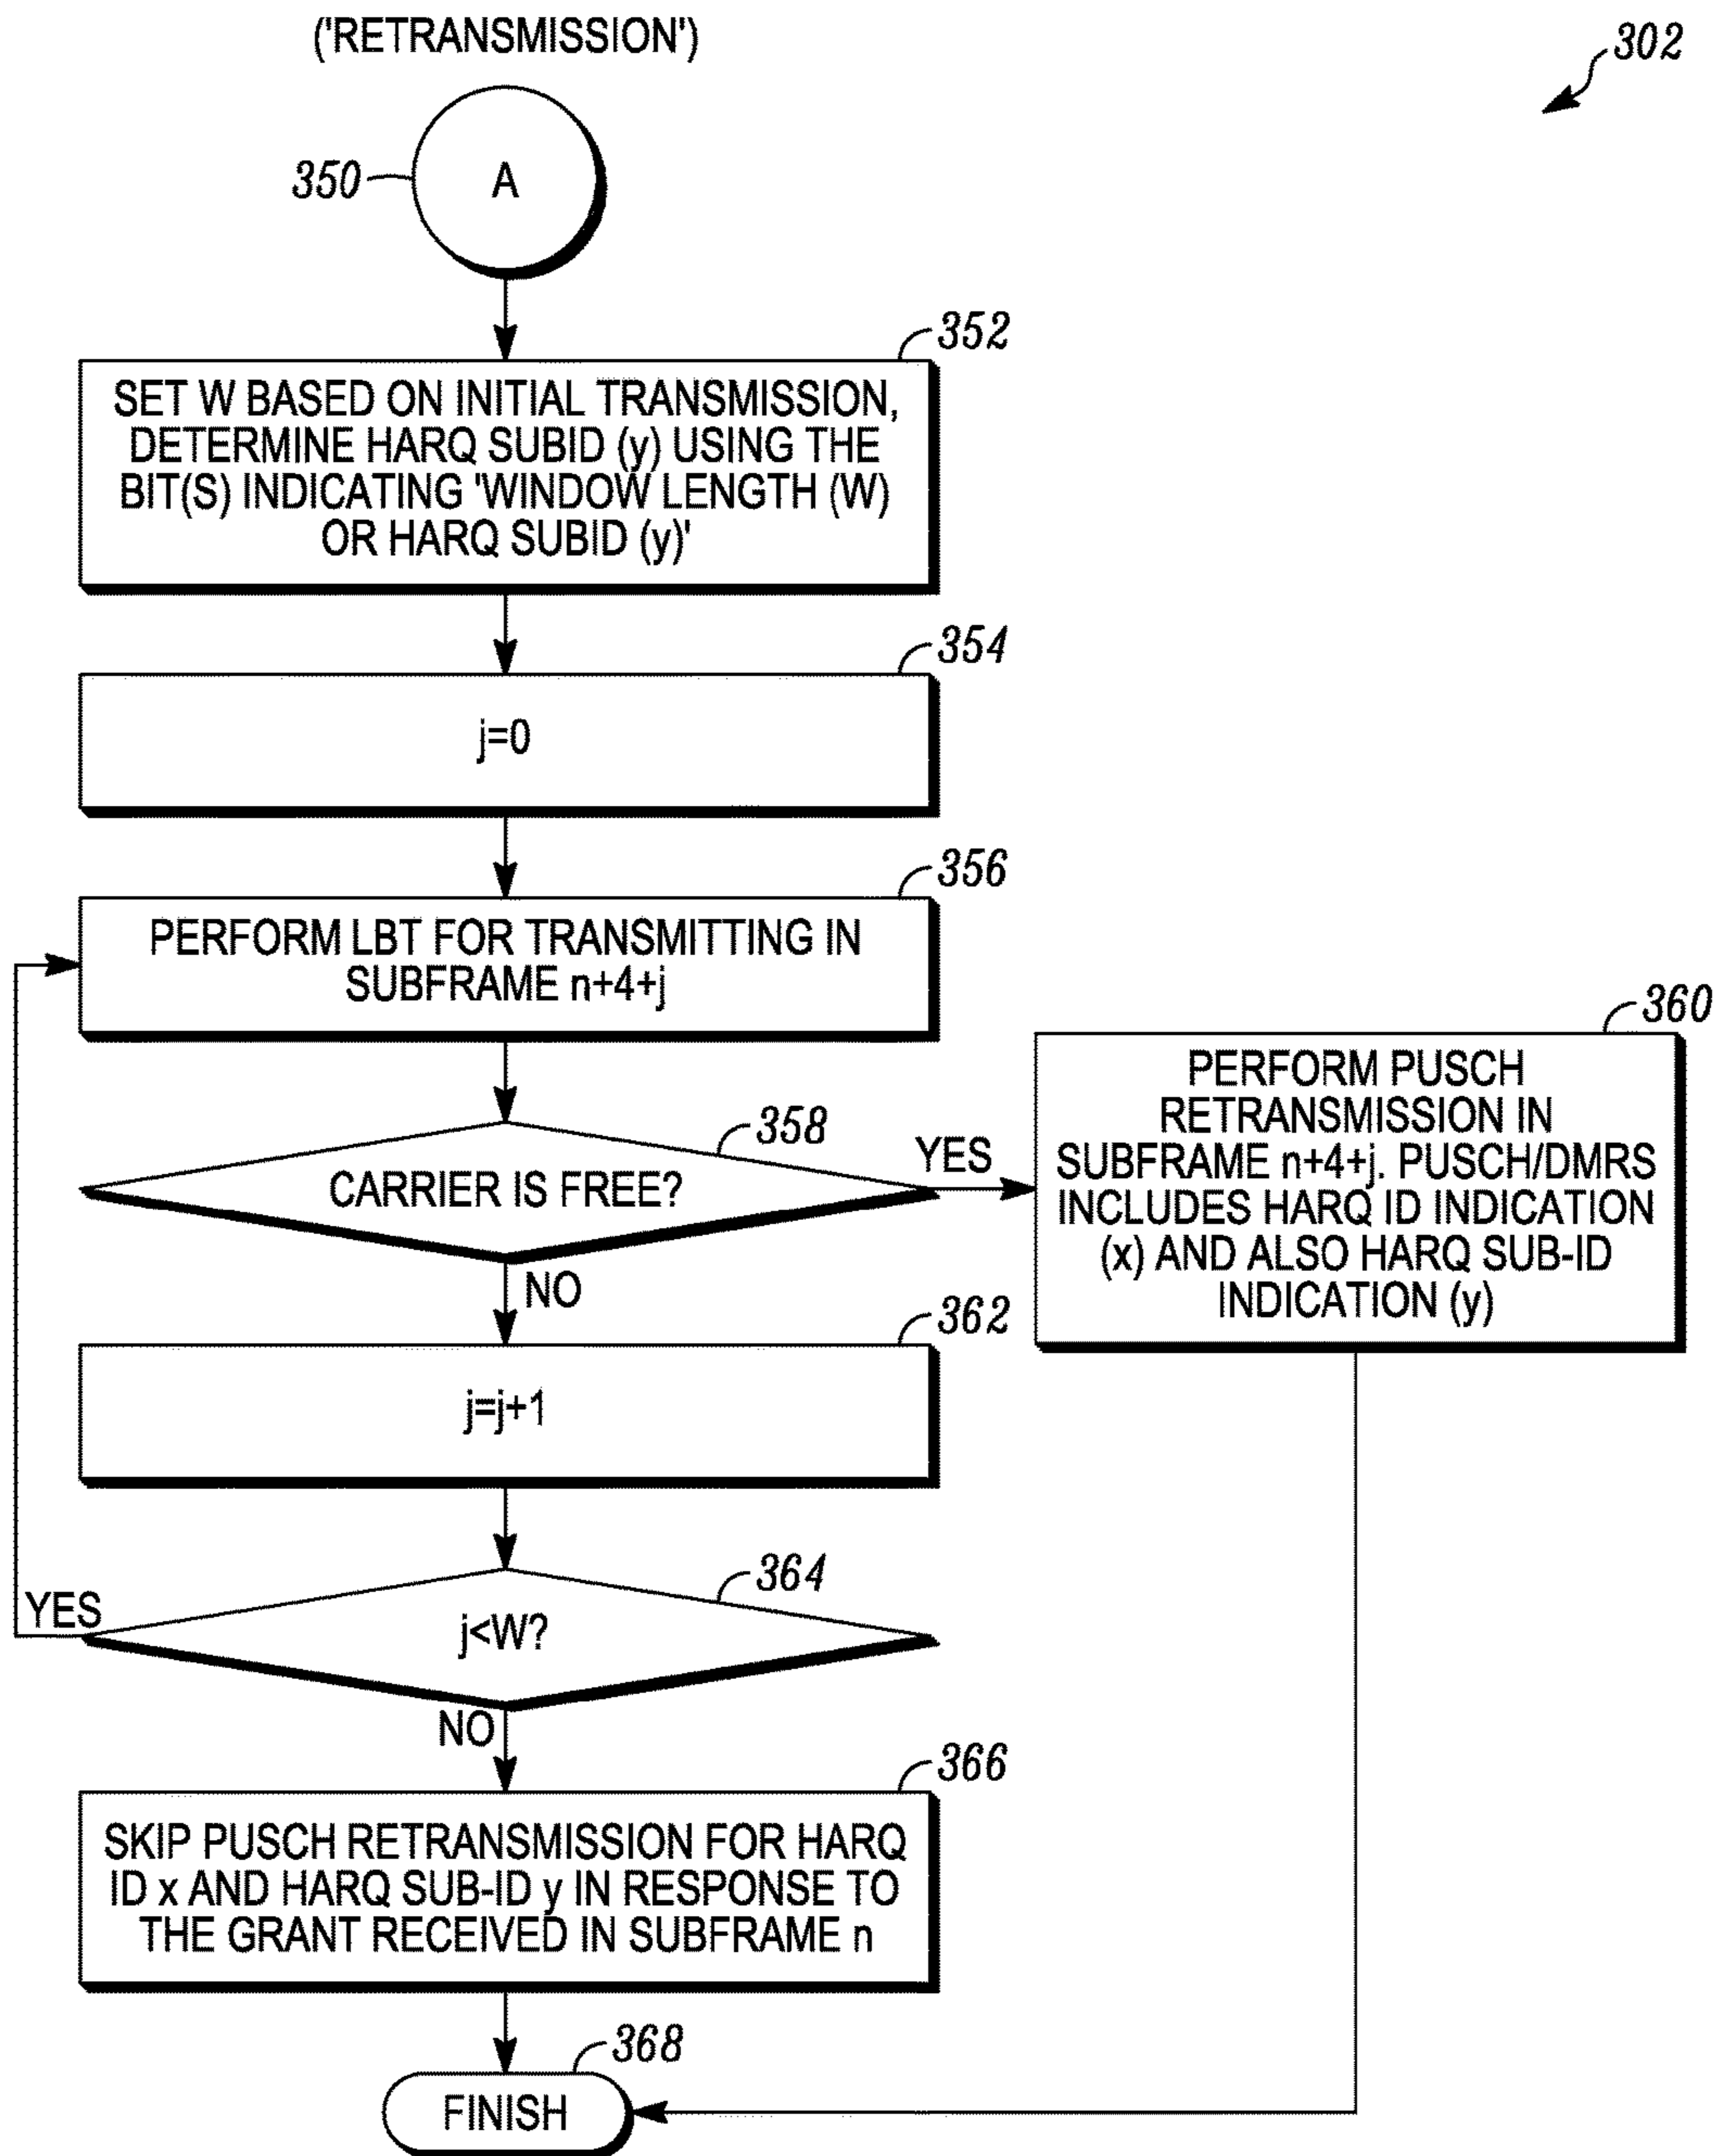 ('RETRANSMISSION')
302
350
A
352
SET W BASED ON INITIAL TRANSMISSION,
DETERMINE HARQ SUBID (y) USING THE
BIT(S) INDICATING 'WINDOW LENGTH (W)
OR HARQ SUBID (y)'
354
j=0
356
PERFORM LBT FOR TRANSMITTING IN
SUBFRAME n+4+j
358
CARRIER IS FREE?
YES
360
PERFORM PUSCH
RETRANSMISSION IN
SUBFRAME n+4+j. PUSCH/DMRS
INCLUDES HARQ ID INDICATION
(x) AND ALSO HARQ SUB-ID
INDICATION (y)
NO
362
j=j+1
364
YES
j<W?
NO
366
SKIP PUSCH RETRANSMISSION FOR HARQ
ID x AND HARQ SUB-ID y IN RESPONSE TO
THE GRANT RECEIVED IN SUBFRAME n
368
FINISH